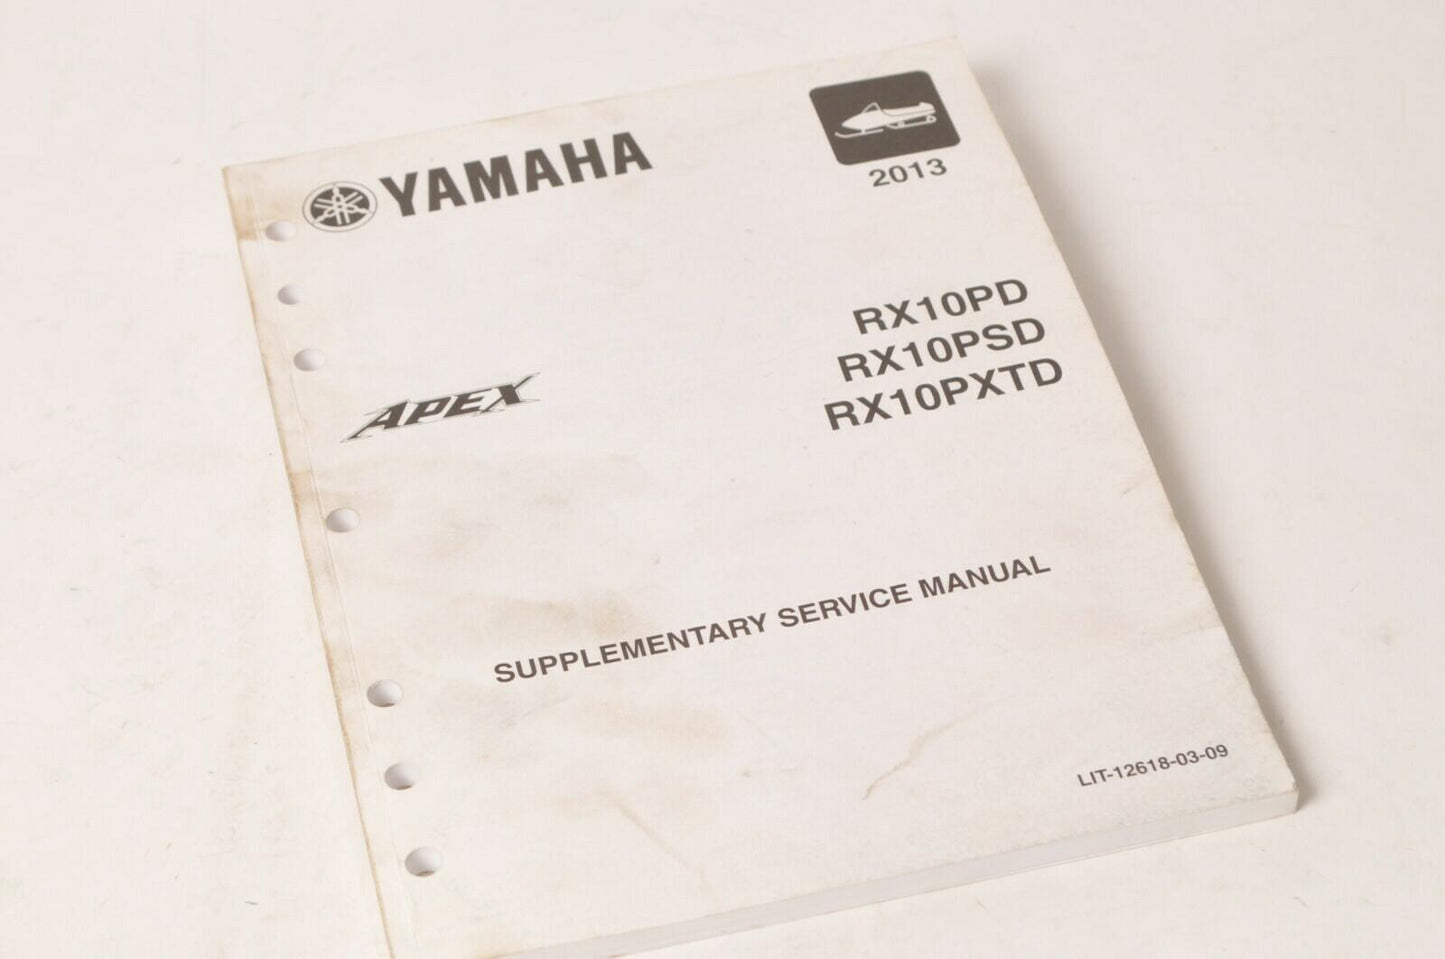 YAMAHA
2013
RX10PD
RX10PSD
RX10PXTD
APEX
SUPPLEMENTARY SERVICE MANUAL
LIT-12618-03-09